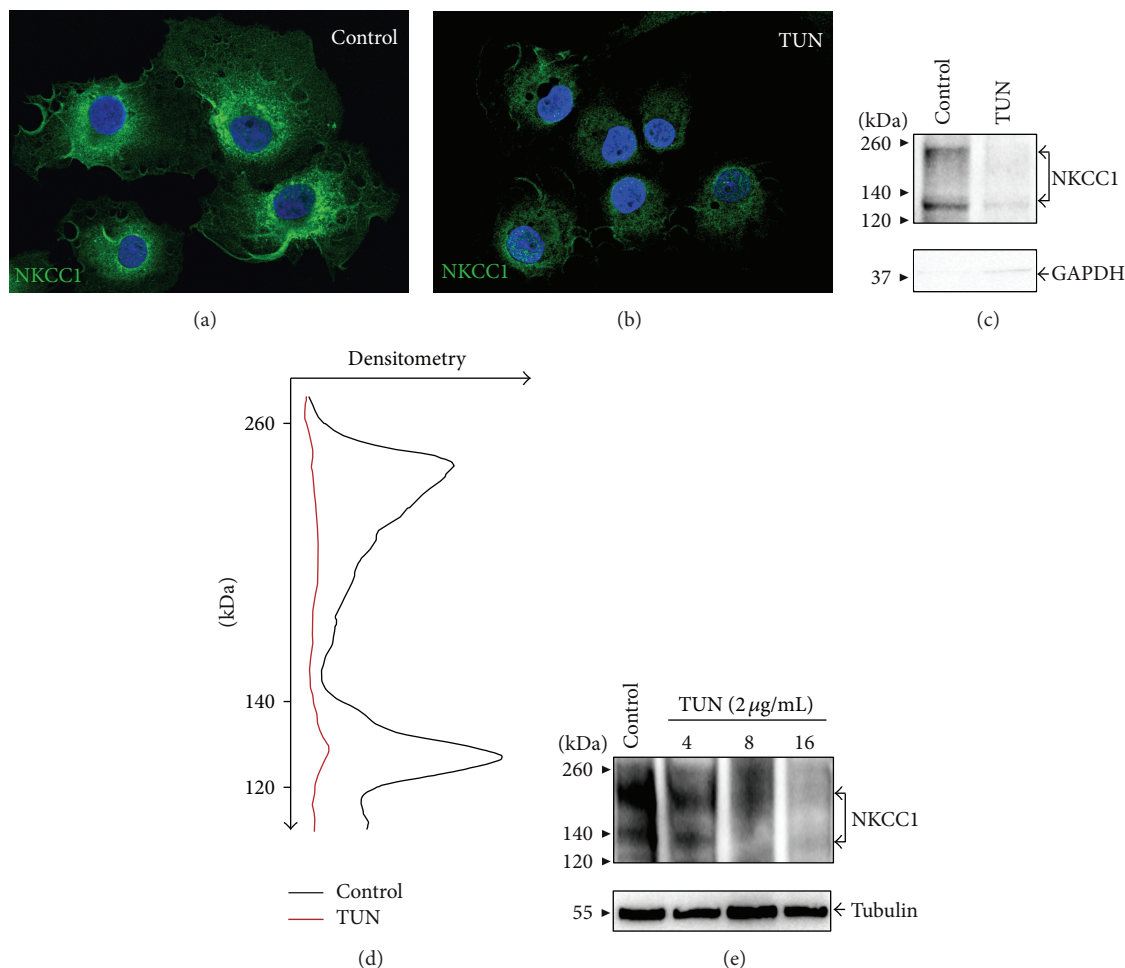 Control
NKCC1
(a)
TUN
NKCC1
(b)
Control
TUN
(kDa)
260
140
120
NKCC1
37
GAPDH
(c)
Densitometry
260
140
120
(kDa)
Control
TUN
(d)
Control
TUN (2 μg/mL)
(kDa)
4 8 16
260
140
120
NKCC1
55
Tubulin
(e)